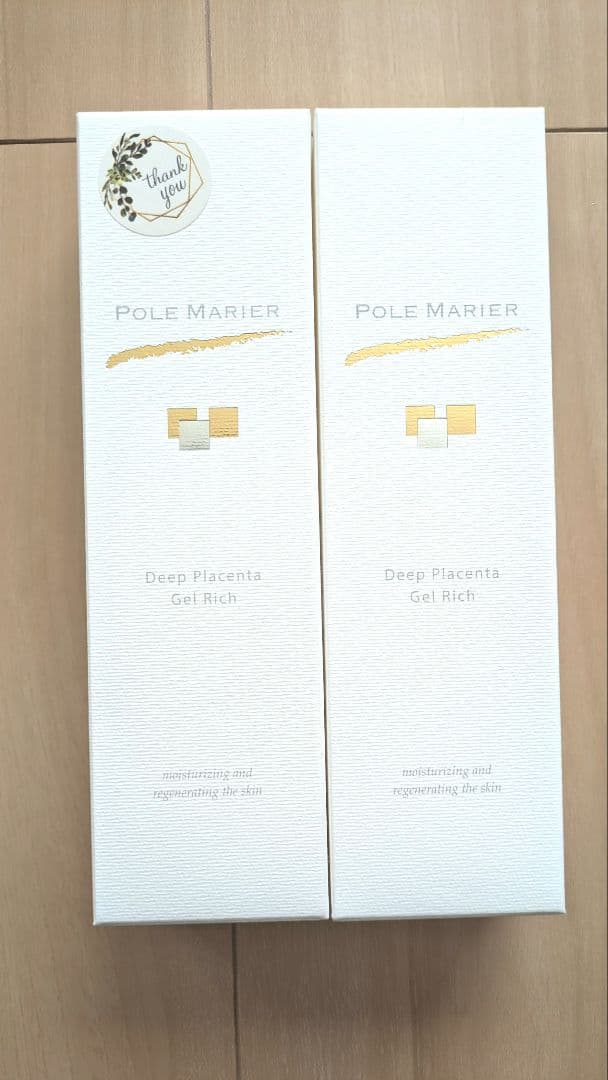 thank
you
POLE MARIER
Deep Placenta
Gel Rich
moisturizing and
regenerating the skin
POLE MARIER
Deep Placenta
Gel Rich
moisturizing and
regenerating the skin